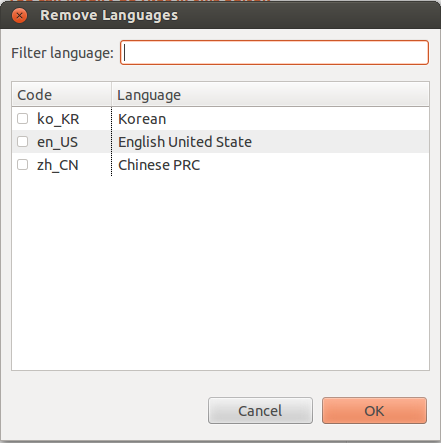 Remove Languages
Filter language:
Code Language
ko_KR Korean
en_US English United State
zh_CN Chinese PRC
Cancel OK